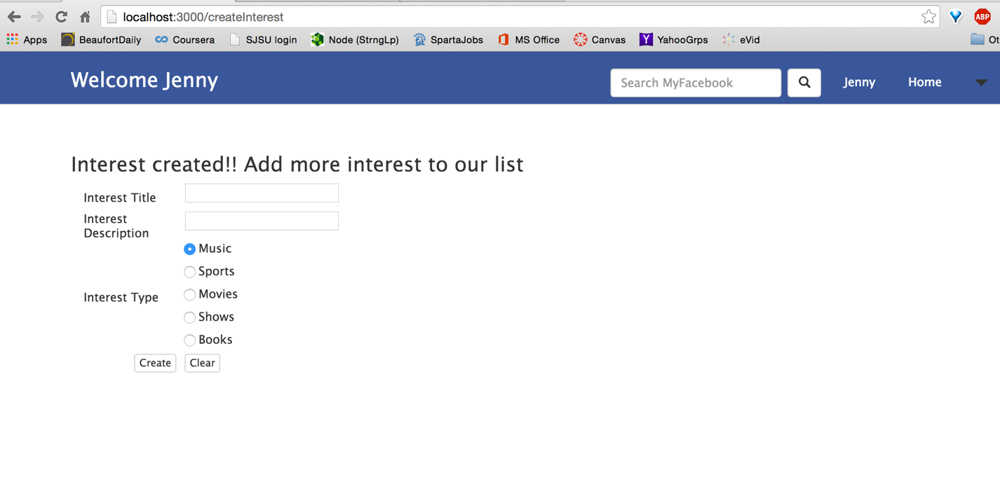 localhost:3000/createInterest
ABP
Apps BeaufortDaily Coursera SJSU login Node (StrngLp) SpartaJobs MS Office Canvas Y YahooGrps eVid Ot
Welcome Jenny Search MyFacebook Jenny Home
Interest created!! Add more interest to our list
Interest Title
Interest
Description
Music
Sports
Movies
Interest Type
Shows
Books
Create Clear